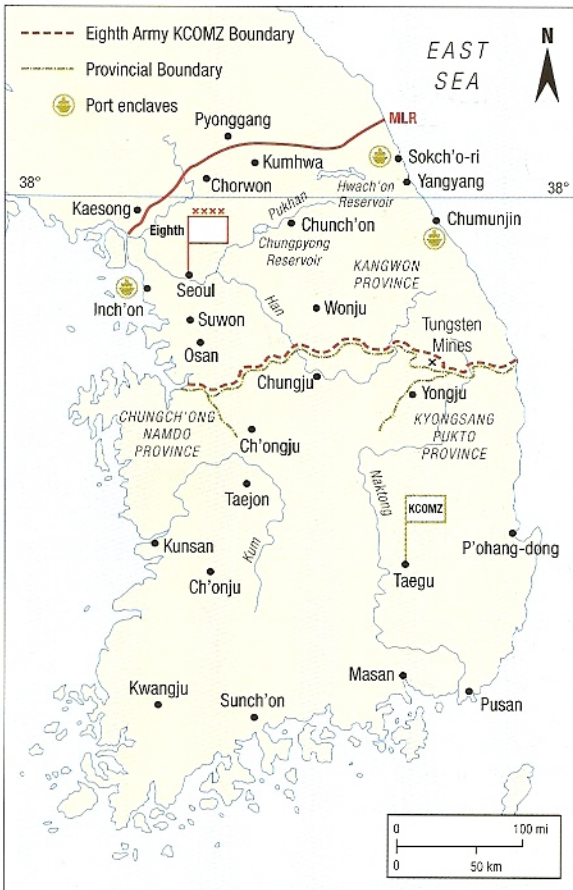 Eighth Army KCOMZ Boundary
Provincial Boundary
Port enclaves
EAST
SEA
N
Pyonggang
MLR
Kumhwa
Sokch'o-ri
Chorwon
Yangyang
38°
Hwach'on
Reservoir
38°
Kaesong
xxxx
Eighth
Pukhan
Chunch'on
Chumunjin
Chungpyong
Reservoir
KANGWON
PROVINCE
Seoul
Inch'on
Han
Wonju
Suwon
Tungsten
Mines
Osan
Chungju
Yongju
CHUNGCH'ONG
NAMDO
PROVINCE
KYONGSANG
PUKTO
PROVINCE
Ch'ongju
Naktong
Taejon
KCOMZ
Kum
Kunsan
P'ohang-dong
Ch'onju
Taegu
Masan
Kwangju
Sunch'on
Pusan
0 100 mi
0 50 km